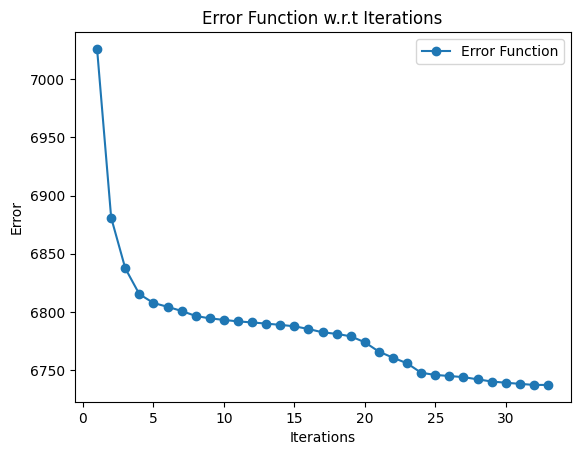 Error Function w.r.t Iterations
Error Function
7000
6950
6900
6850
6800
6750
Error
0 5 10 15 20 25 30
Iterations